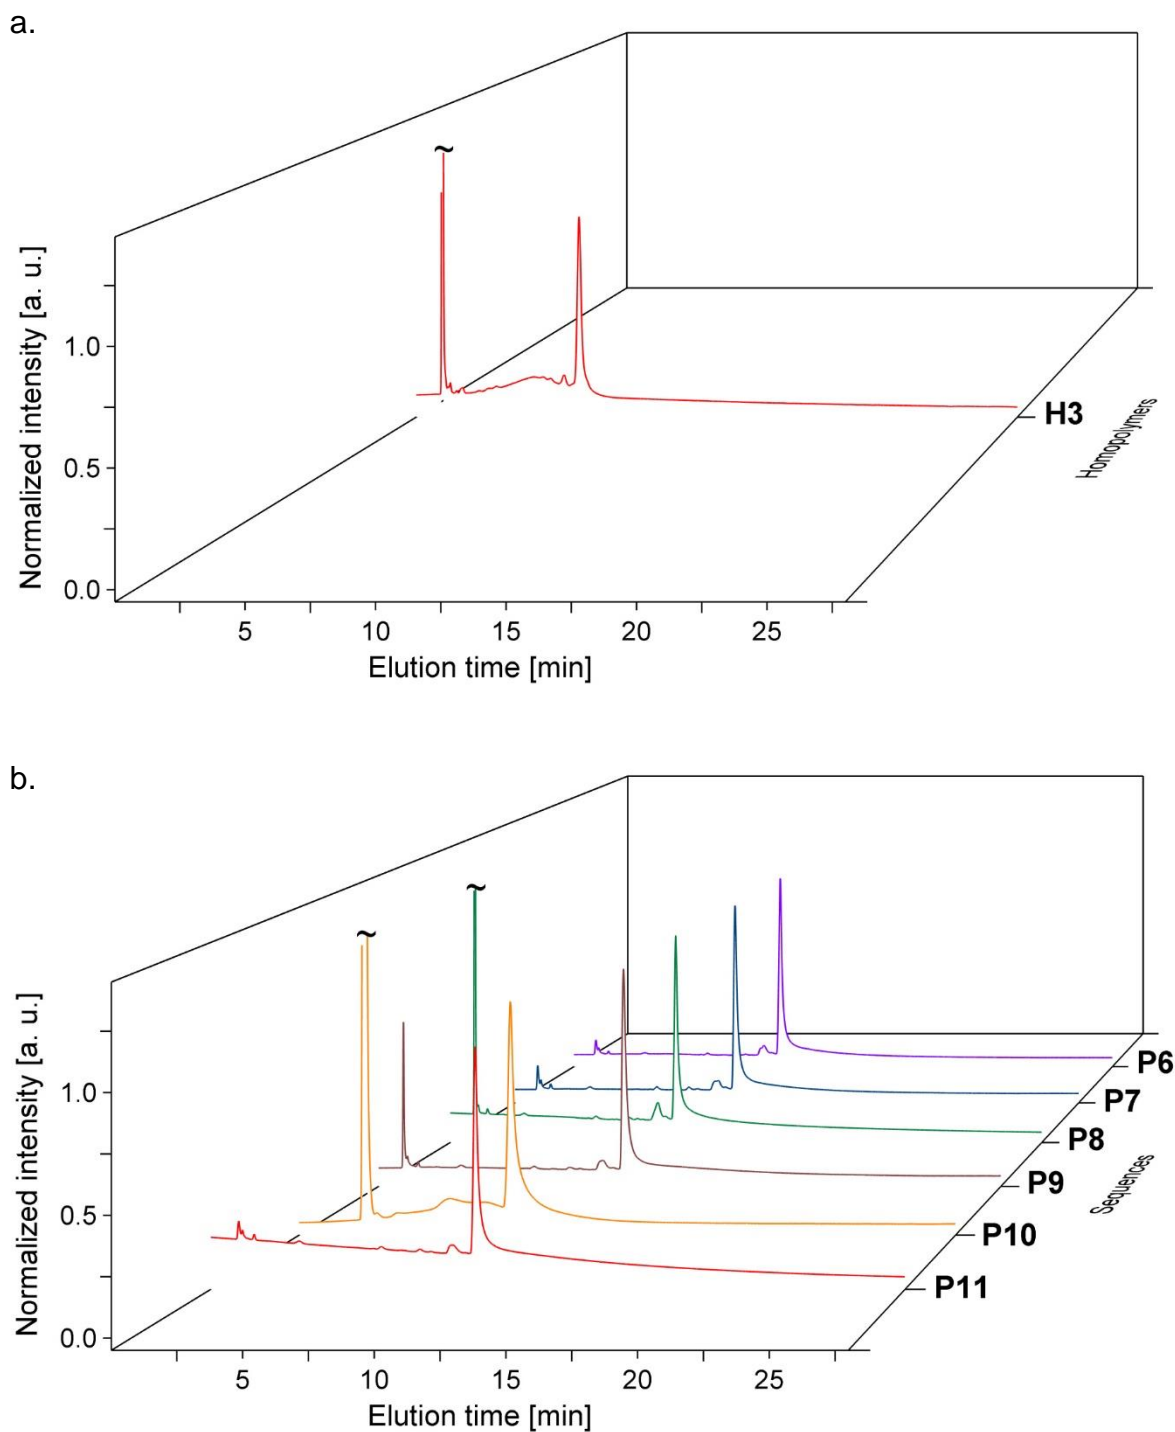 a.
~
Normalized intensity [a. u.]
1.0
0.5
0.0
H3
Homopolymers
5 10 15 20 25
Elution time [min]
b.
~
~
Normalized intensity [a. u.]
1.0
0.5
0.0
P6
P7
P8
P9
P10
P11
Sequences
5 10 15 20 25
Elution time [min]